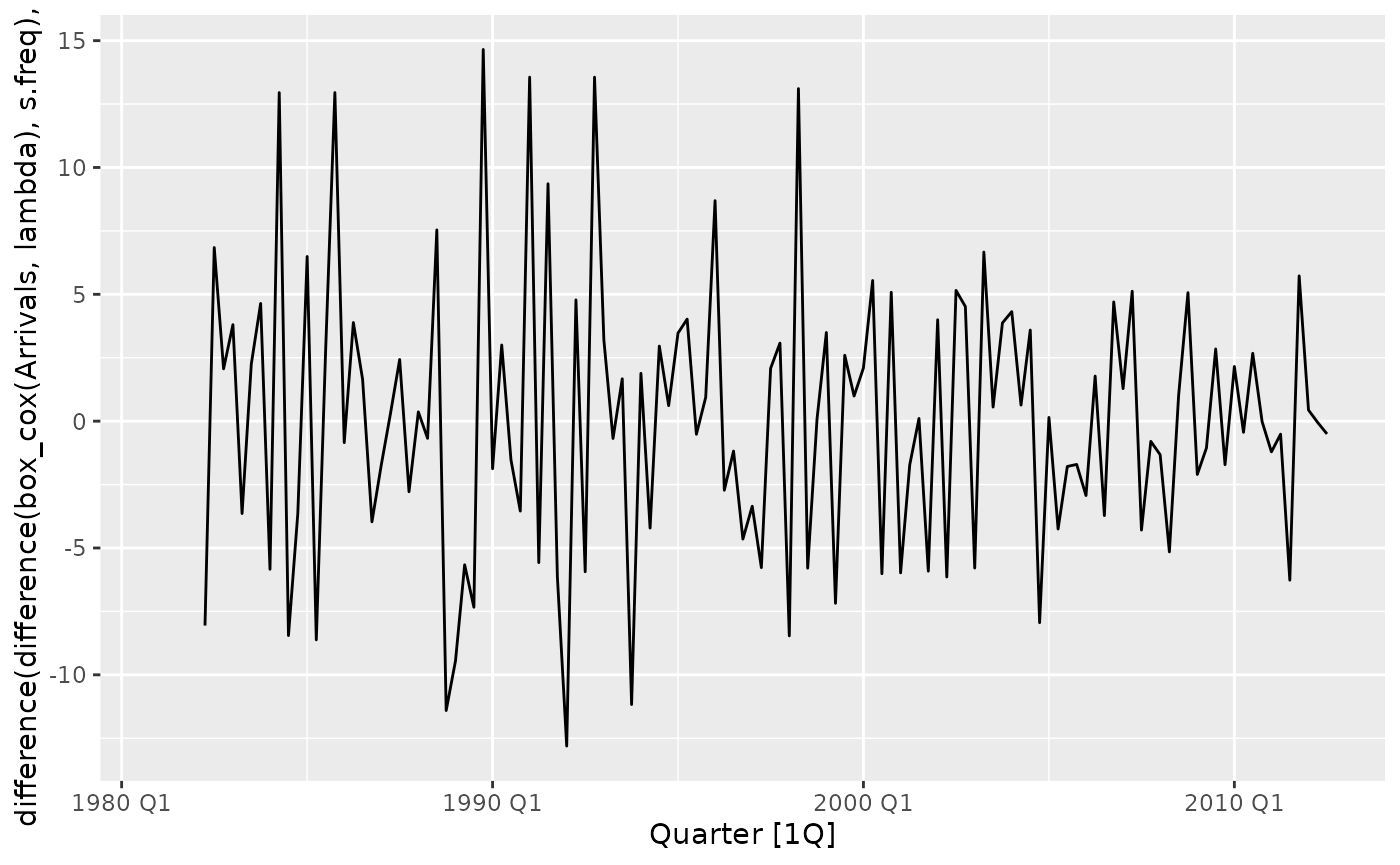 difference(difference(box_cox(Arrivals, lambda), s.freq),
15
10
5
0
-5
-10
1980 Q1
1990 Q1
2000 Q1
2010 Q1
Quarter [1Q]